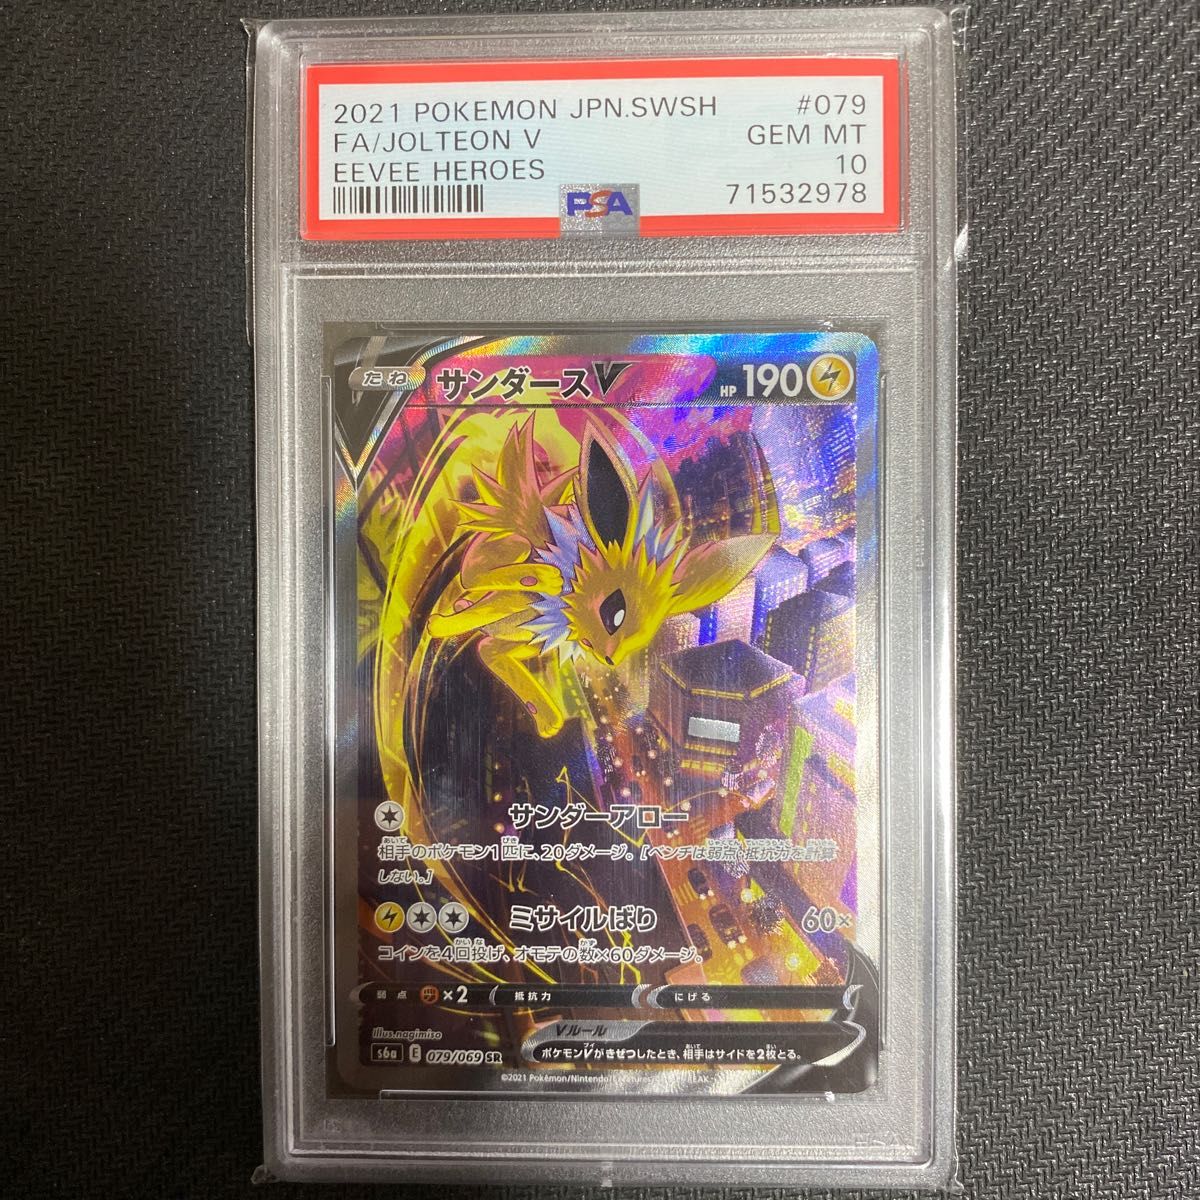 2021 POKEMON JPN.SWSH #079
FA/JOLTEON V GEM MT
EEVEE HEROES 10
PSA 71532978
たね サンダースV HP 190
サンダーアロー
相手のポケモン1匹に、20ダメージ。[ベンチは弱点・抵抗力を計算
しない。]
ミサイルばり 60×
コインを4回投げ、オモテの数×60ダメージ。
弱点 ×2 抵抗力 にげる
Illus. nagimiso
Vルール
s6a E 079/069 SR ポケモンVがきぜつしたとき、相手はサイドを2枚とる。
©2021 Pokémon/Nintendo/